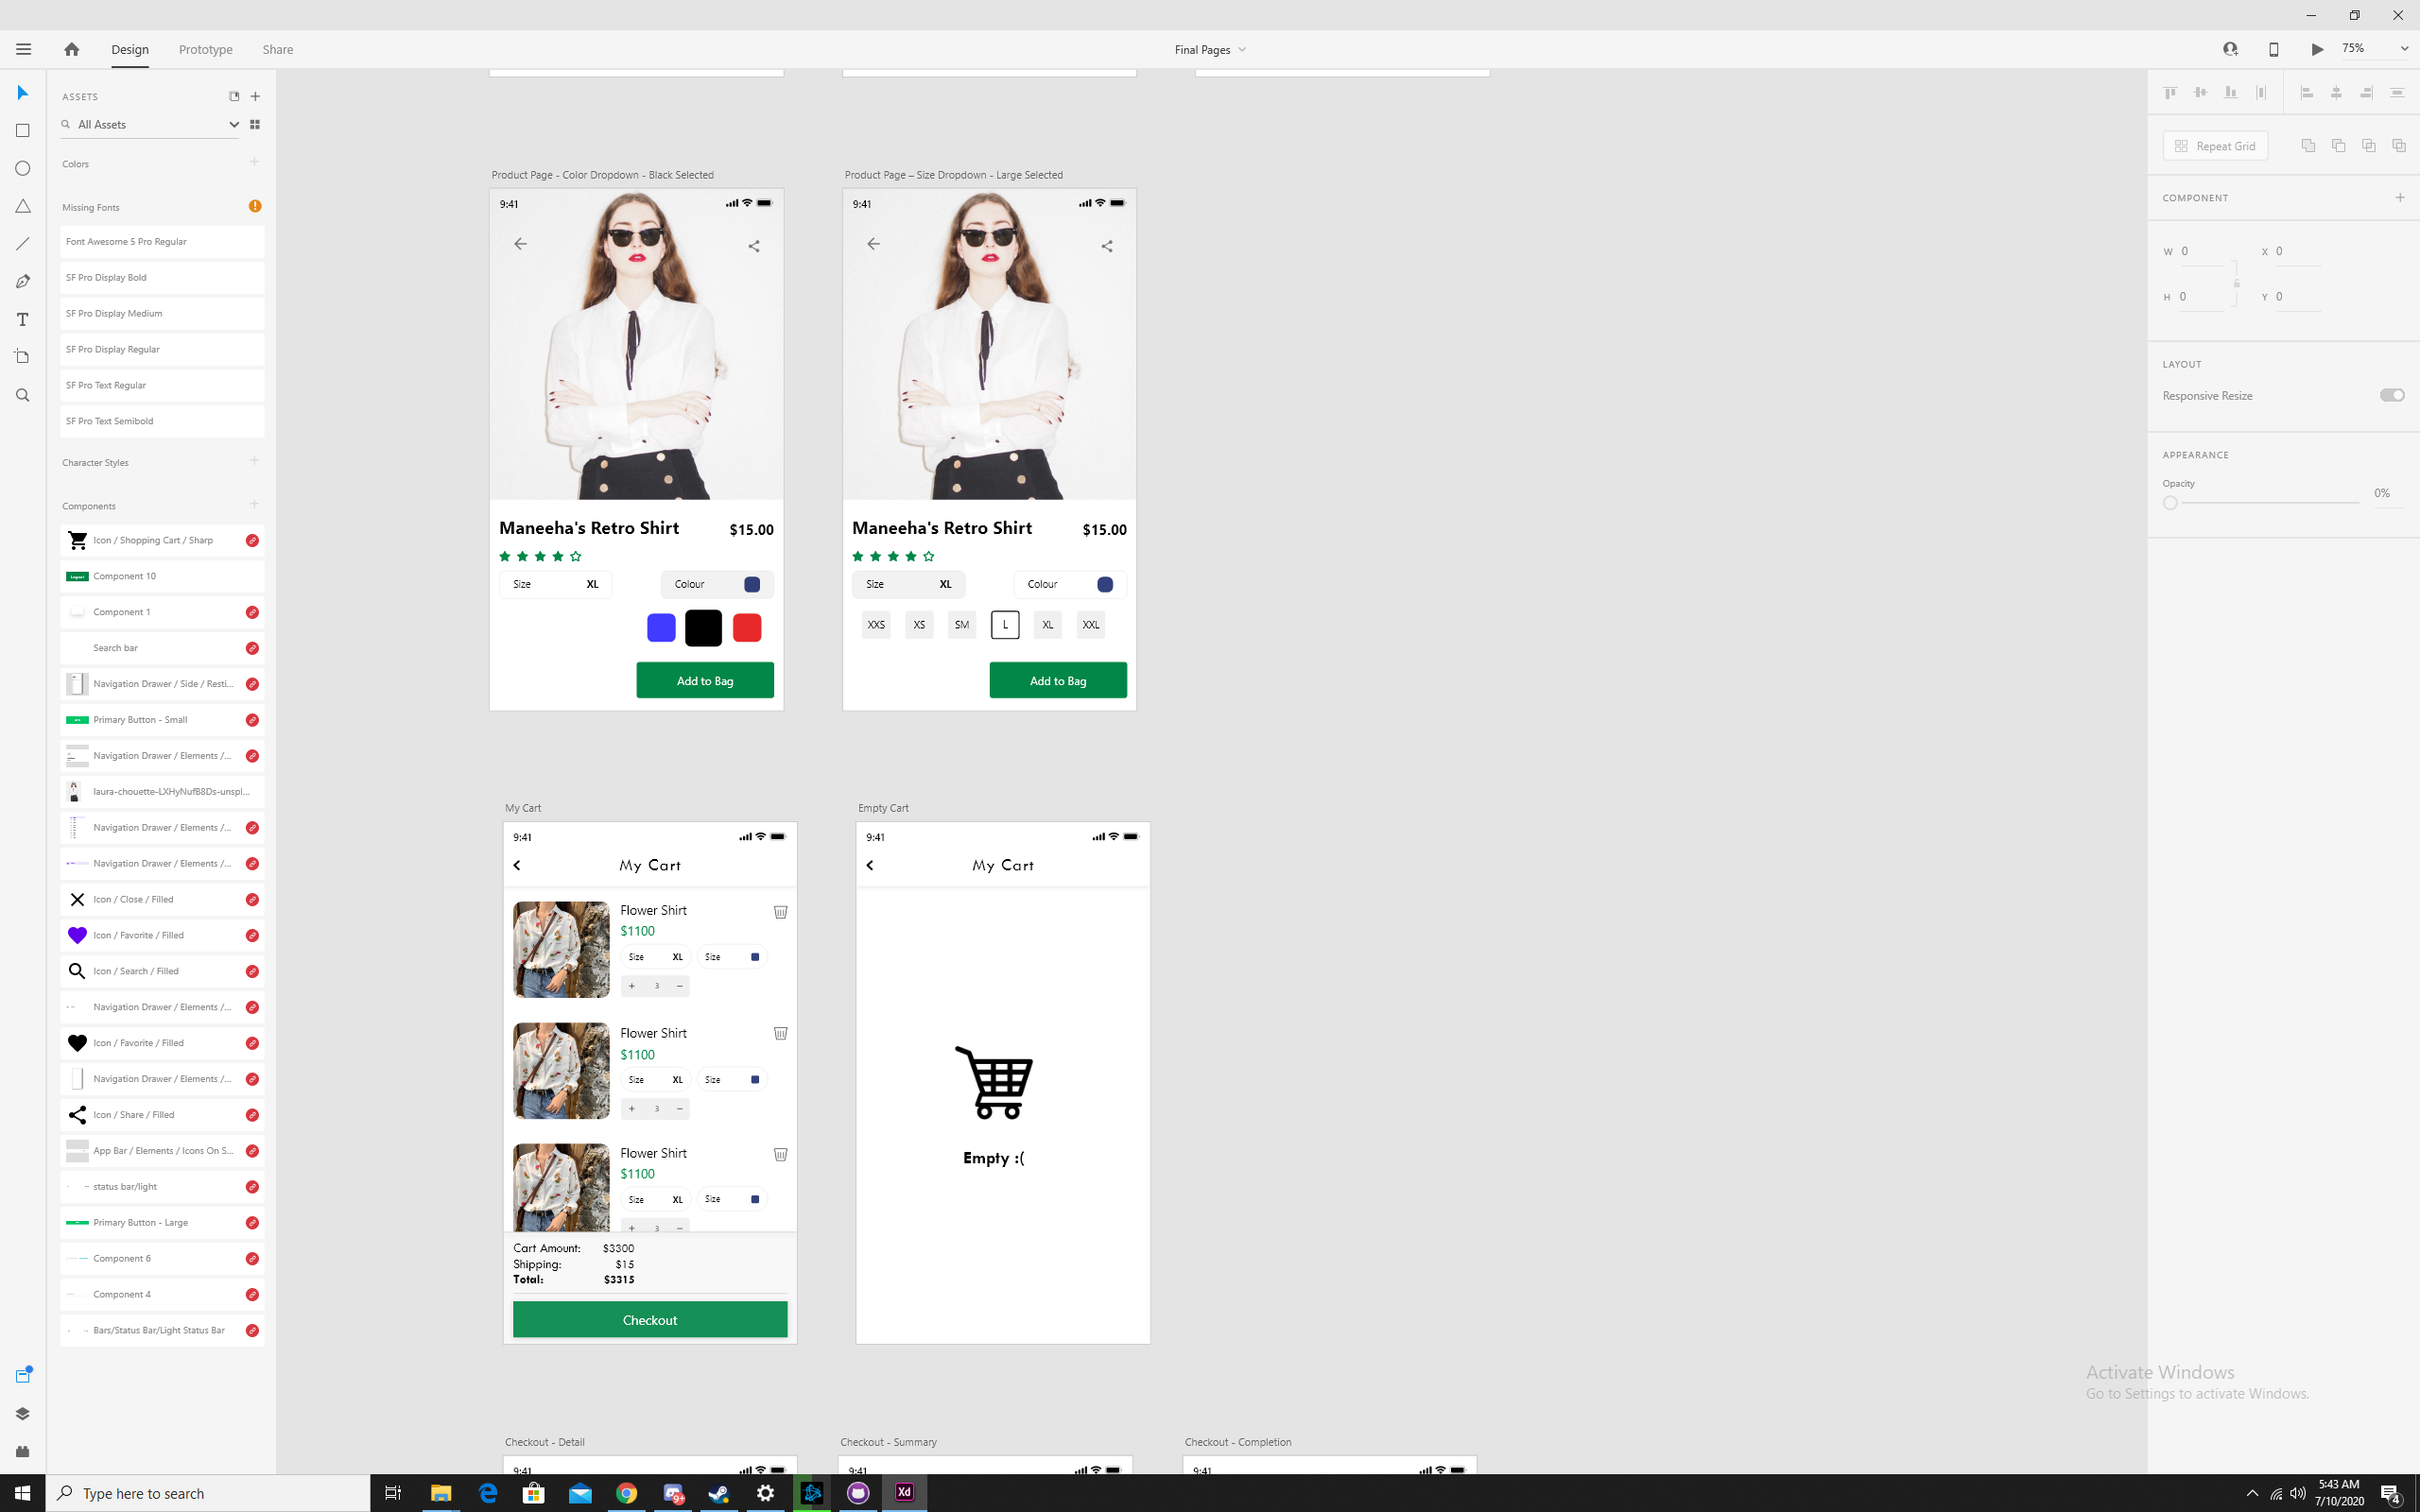 Design
Prototype
Share
Final Pages
75%
ASSETS
All Assets
Colors
Missing Fonts
Font Awesome 5 Pro Regular
SF Pro Display Bold
SF Pro Display Medium
SF Pro Display Regular
SF Pro Text Regular
SF Pro Text Semibold
Character Styles
Components
Icon / Shopping Cart / Sharp
Component 10
Component 1
Search bar
Navigation Drawer / Side / Resti...
Primary Button - Small
Navigation Drawer / Elements /...
laura-chouette-LXHyNufB8Ds-unspl...
Navigation Drawer / Elements /...
Navigation Drawer / Elements /...
Icon / Close / Filled
Icon / Favorite / Filled
Icon / Search / Filled
Navigation Drawer / Elements /...
Icon / Favorite / Filled
Navigation Drawer / Elements /...
Icon / Share / Filled
App Bar / Elements / Icons On S...
status bar/light
Primary Button - Large
Component 6
Component 4
Bars/Status Bar/Light Status Bar
Product Page - Color Dropdown - Black Selected
9:41
Maneeha's Retro Shirt
$15.00
Size XL
Colour
Add to Bag
Product Page – Size Dropdown - Large Selected
9:41
Maneeha's Retro Shirt
$15.00
Size XL
Colour
XXS XS SM L XL XXL
Add to Bag
My Cart
9:41
My Cart
Flower Shirt
$1100
Size XL Size
+ 3 −
Flower Shirt
$1100
Size XL Size
+ 3 −
Flower Shirt
$1100
Size XL Size
+ 3 −
Cart Amount: $3300
Shipping: $15
Total: $3315
Checkout
Empty Cart
9:41
My Cart
Empty :(
Checkout - Detail
9:41
Checkout - Summary
9:41
Checkout - Completion
9:41
Repeat Grid
COMPONENT
W 0 X 0
H 0 Y 0
LAYOUT
Responsive Resize
APPEARANCE
Opacity
0%
Activate Windows
Go to Settings to activate Windows.
Type here to search
9+
Xd
5:43 AM
7/10/2020
4